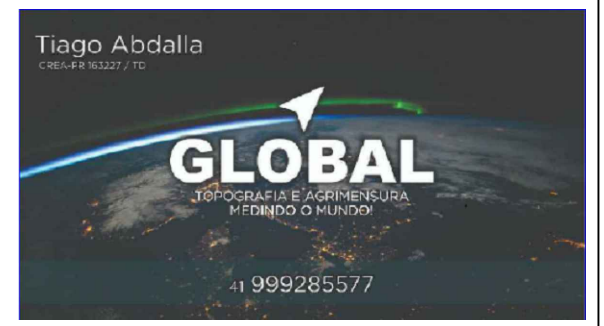 Tiago Abdalla
CREA-PR 163227 / TD
GLOBAL
TOPOGRAFIA E AGRIMENSURA
MEDINDO O MUNDO!
41 999285577